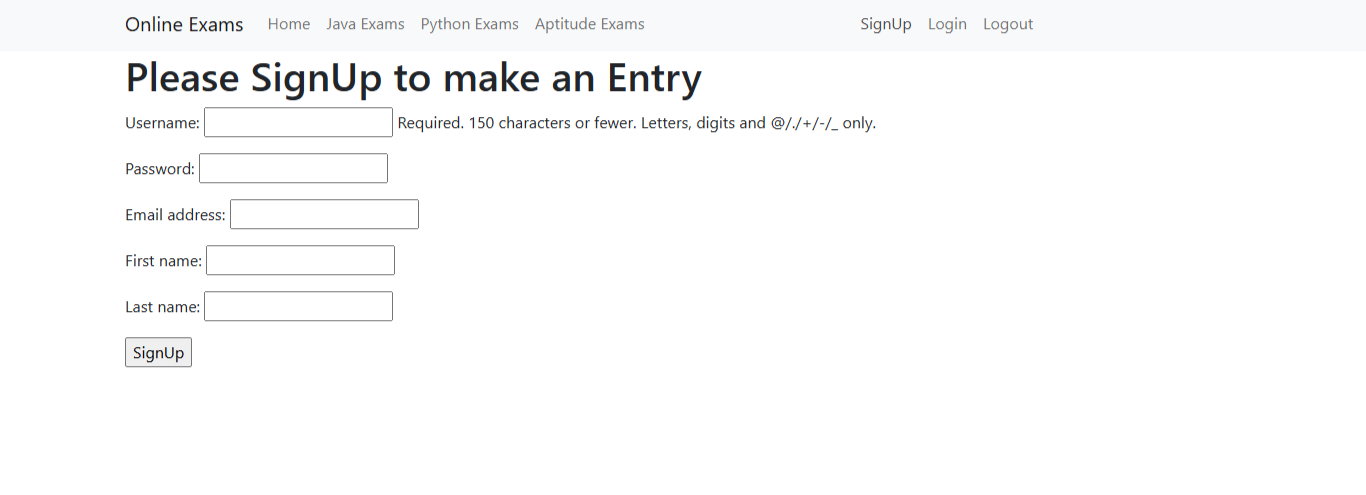 Online Exams Home Java Exams Python Exams Aptitude Exams SignUp Login Logout
Please SignUp to make an Entry
Username: Required. 150 characters or fewer. Letters, digits and @/./+/-/_ only.
Password:
Email address:
First name:
Last name:
SignUp